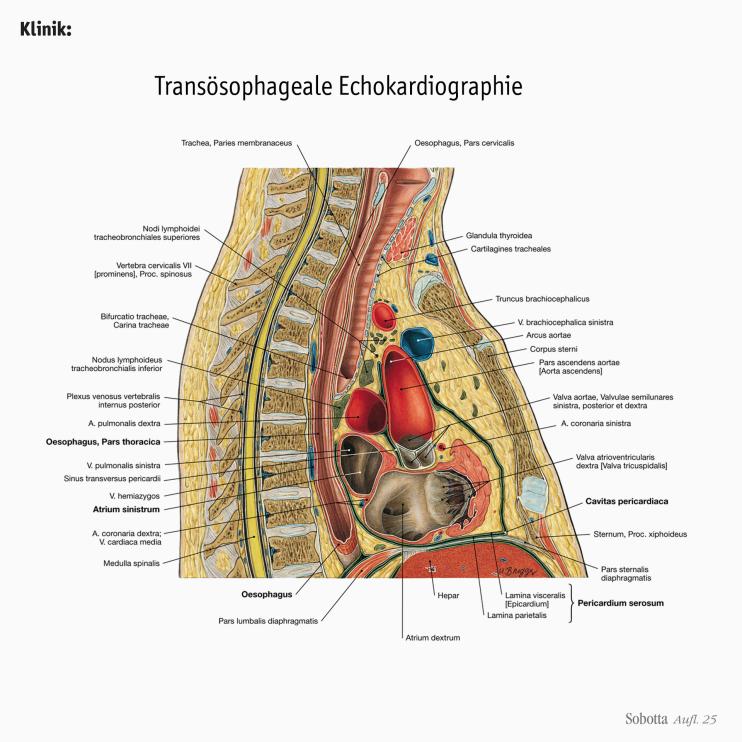 Klinik:
Transösophageale Echokardiographie
Trachea, Paries membranaceus
Oesophagus, Pars cervicalis
Nodi lymphoidei
tracheobronchiales superiores
Vertebra cervicalis VII
[prominens], Proc. spinosus
Bifurcatio tracheae,
Carina tracheae
Nodus lymphoideus
tracheobronchialis inferior
Plexus venosus vertebralis
internus posterior
A. pulmonalis dextra
Oesophagus, Pars thoracica
V. pulmonalis sinistra
Sinus transversus pericardii
V. hemiazygos
Atrium sinistrum
A. coronaria dextra;
V. cardiaca media
Medulla spinalis
Oesophagus
Pars lumbalis diaphragmatis
Glandula thyroidea
Cartilagines tracheales
Truncus brachiocephalicus
V. brachiocephalica sinistra
Arcus aortae
Corpus sterni
Pars ascendens aortae
[Aorta ascendens]
Valva aortae, Valvulae semilunares
sinistra, posterior et dextra
A. coronaria sinistra
Valva atrioventricularis
dextra [Valva tricuspidalis]
Cavitas pericardiaca
Sternum, Proc. xiphoideus
Pars sternalis
diaphragmatis
Hepar
Lamina visceralis
[Epicardium]
Lamina parietalis
Pericardium serosum
Atrium dextrum
Sobotta Aufl. 25